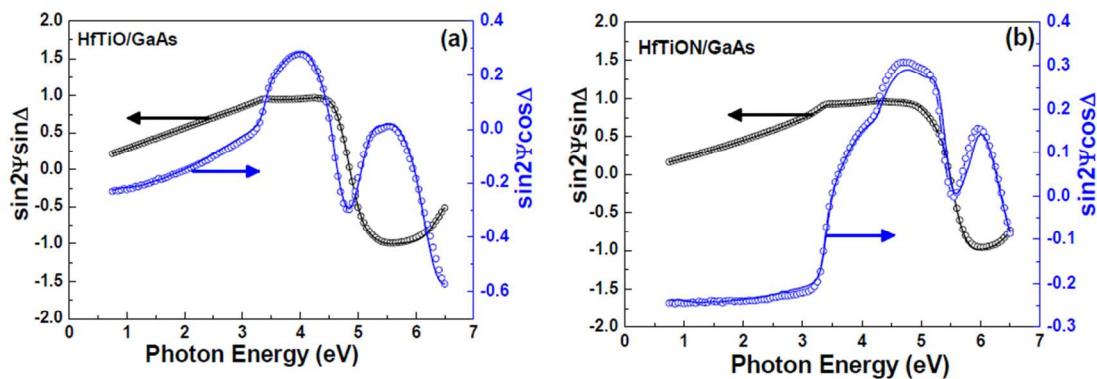 HfTiO/GaAs
(a)
2.0
1.5
1.0
0.5
0.0
-0.5
-1.0
-1.5
-2.0
sin2ΨsinΔ
0.4
0.2
0.0
-0.2
-0.4
-0.6
sin2ΨcosΔ
0 1 2 3 4 5 6 7
Photon Energy (eV)
HfTiON/GaAs
(b)
2.0
1.5
1.0
0.5
0.0
-0.5
-1.0
-1.5
-2.0
sin2ΨsinΔ
0.4
0.3
0.2
0.1
0.0
-0.1
-0.2
-0.3
sin2ΨcosΔ
0 1 2 3 4 5 6 7
Photon Energy (eV)